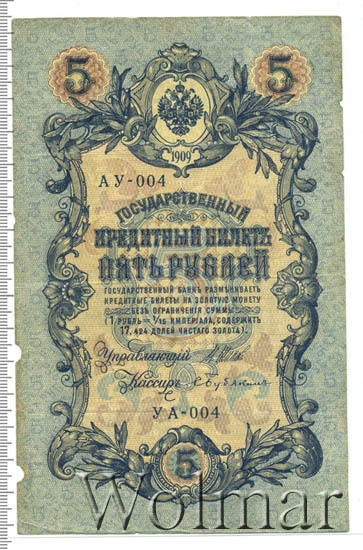 5 5
1909
АУ-004
ГОСУДАРСТВЕННЫЙ
КРЕДИТНЫЙ БИЛЕТЪ
ПЯТЬ РУБЛЕЙ
ГОСУДАРСТВЕННЫЙ БАНКЪ РАЗМѢНИВАЕТЪ
КРЕДИТНЫЕ БИЛЕТЫ НА ЗОЛОТУЮ МОНЕТУ
БЕЗЪ ОГРАНИЧЕНІЯ СУММЫ
(1 РУБЛЬ = 1/15 ИМПЕРІАЛА, СОДЕРЖИТЪ
17,424 ДОЛЕЙ ЧИСТАГО ЗОЛОТА).
Управляющій
Кассиръ
УА-004
5
Wolmar